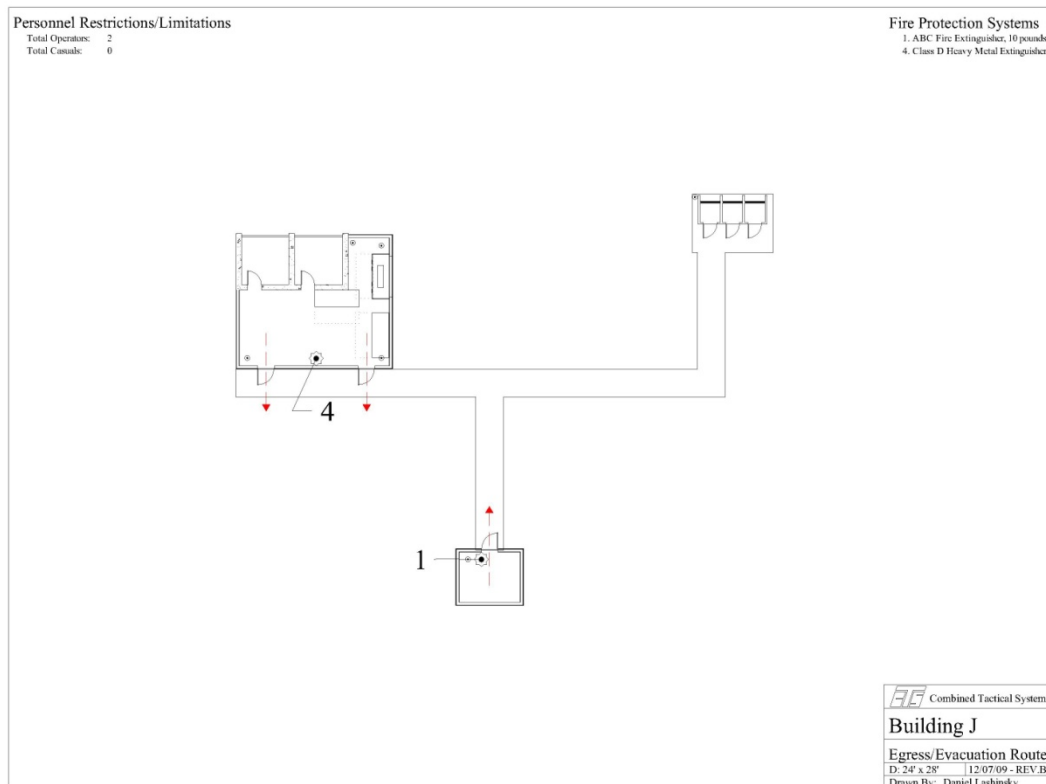 Personnel Restrictions/Limitations
Total Operators: 2
Total Casuals: 0
Fire Protection Systems
1. ABC Fire Extinguisher, 10 pounds
4. Class D Heavy Metal Extinguisher
4
1
CTS Combined Tactical System
Building J
Egress/Evacuation Route
D: 24' x 28' 12/07/09 - REV.B
Drawn By: Daniel Lashinsky